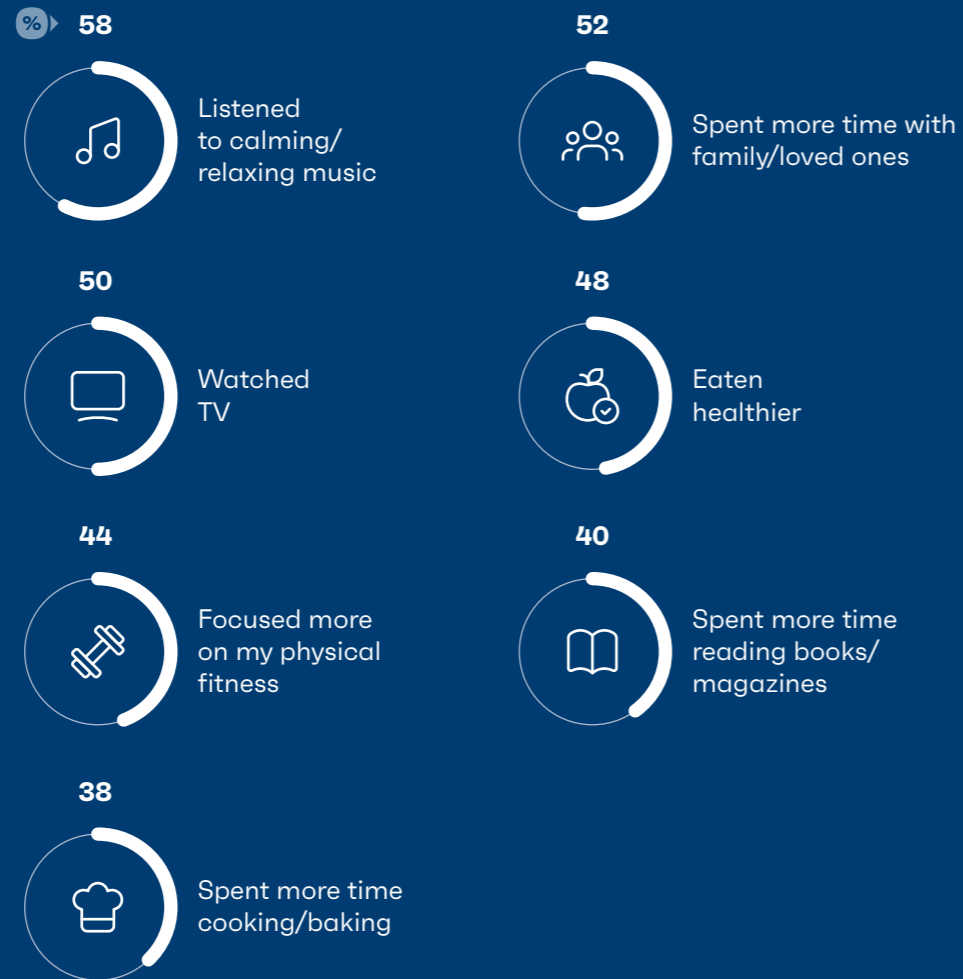 %
58
Listened
to calming/
relaxing music
52
Spent more time with
family/loved ones
50
Watched
TV
48
Eaten
healthier
44
Focused more
on my physical
fitness
40
Spent more time
reading books/
magazines
38
Spent more time
cooking/baking